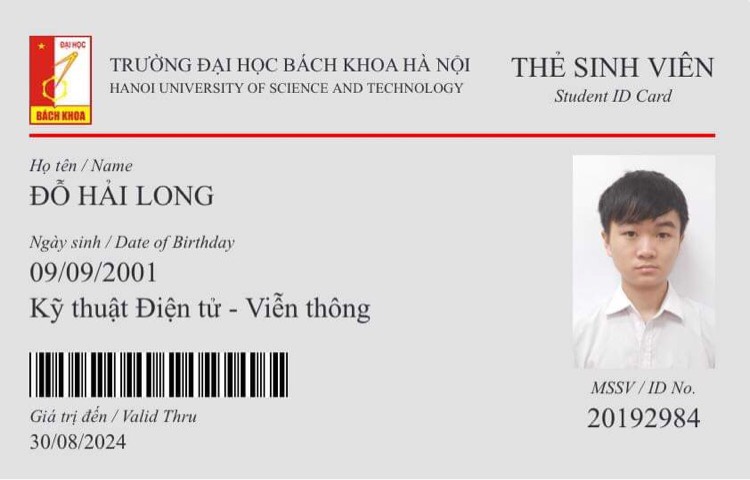 ĐẠI HỌC
BÁCH KHOA
TRƯỜNG ĐẠI HỌC BÁCH KHOA HÀ NỘI
HANOI UNIVERSITY OF SCIENCE AND TECHNOLOGY
THẺ SINH VIÊN
Student ID Card
Họ tên / Name
ĐỖ HẢI LONG
Ngày sinh / Date of Birthday
09/09/2001
Kỹ thuật Điện tử - Viễn thông
Giá trị đến / Valid Thru
30/08/2024
MSSV / ID No.
20192984